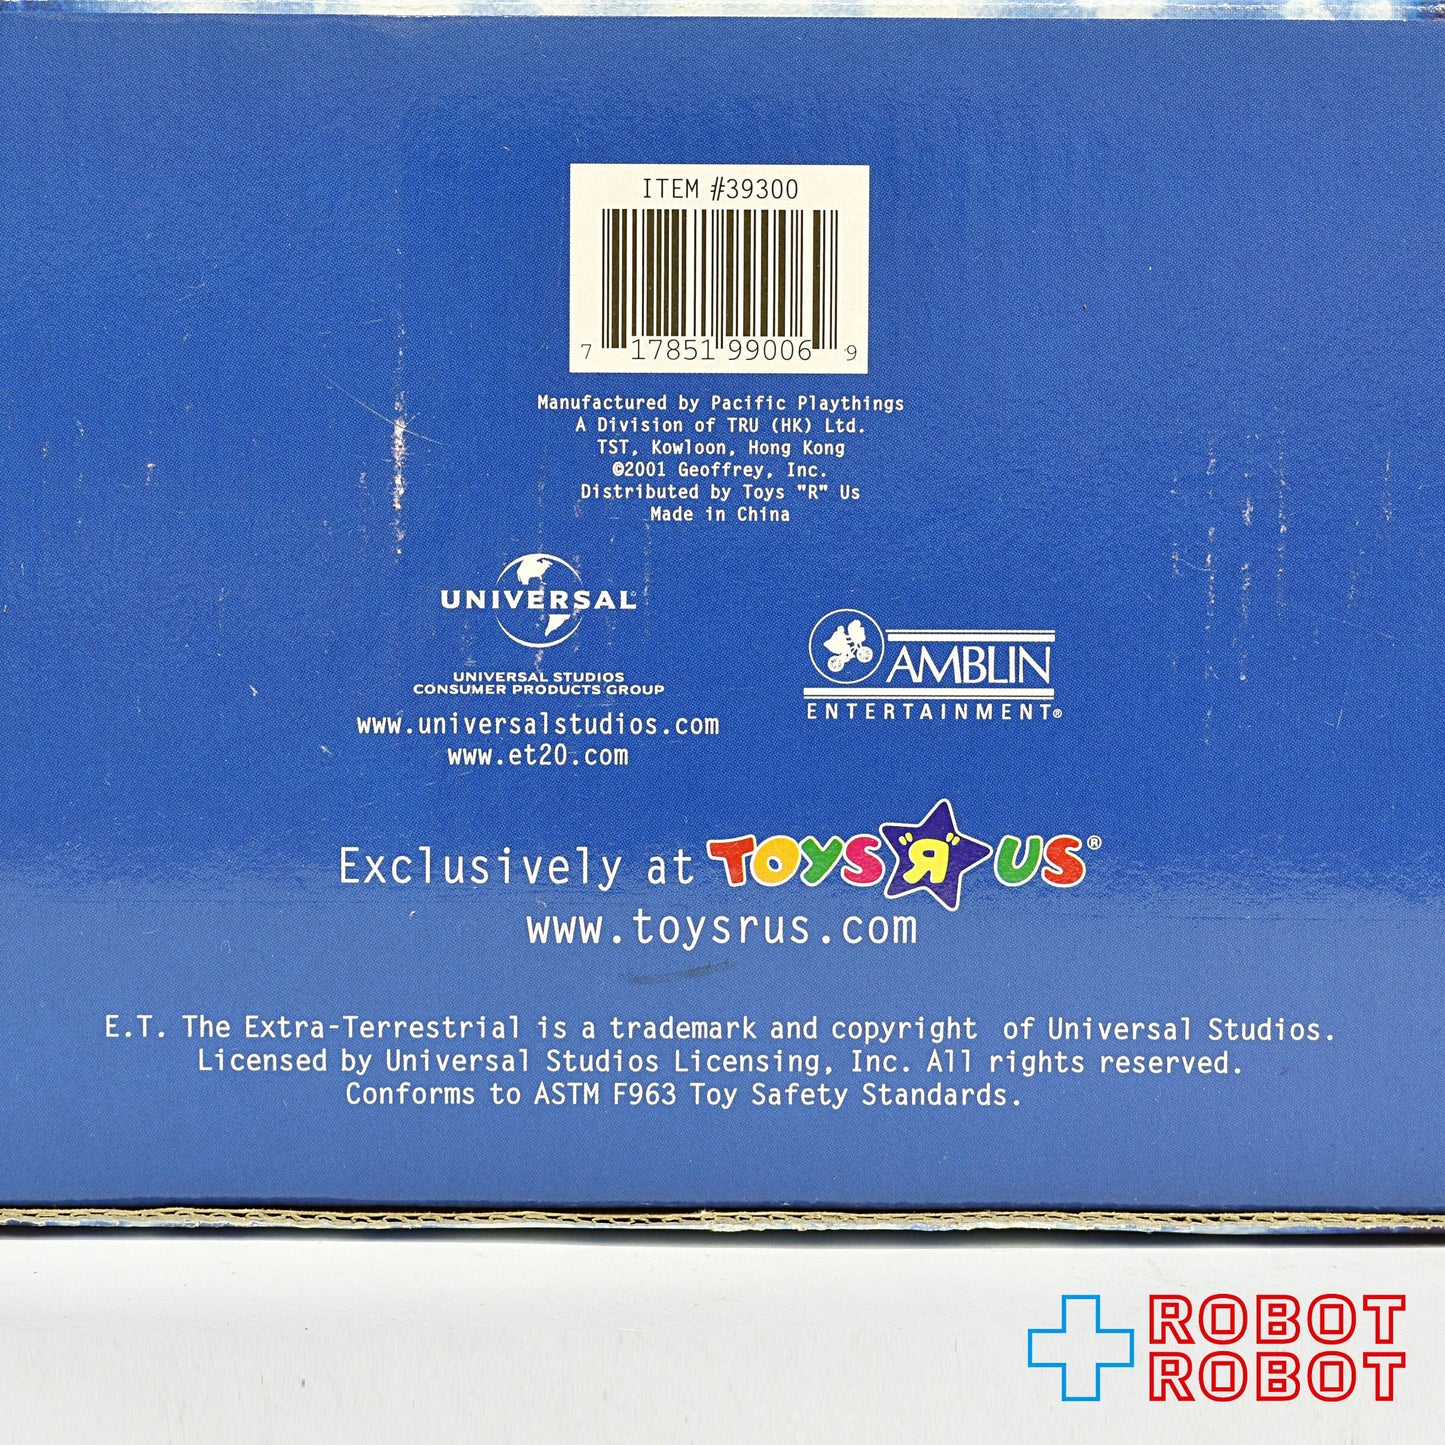 ITEM #39300
7 17851 99006 9
Manufactured by Pacific Playthings
A Division of TRU (HK) Ltd.
TST, Kowloon, Hong Kong
©2001 Geoffrey, Inc.
Distributed by Toys "R" Us
Made in China
UNIVERSAL
UNIVERSAL STUDIOS
CONSUMER PRODUCTS GROUP
www.universalstudios.com
www.et20.com
AMBLIN
ENTERTAINMENT®
Exclusively at TOYS "R" US®
www.toysrus.com
E.T. The Extra-Terrestrial is a trademark and copyright of Universal Studios.
Licensed by Universal Studios Licensing, Inc. All rights reserved.
Conforms to ASTM F963 Toy Safety Standards.
ROBOT
ROBOT